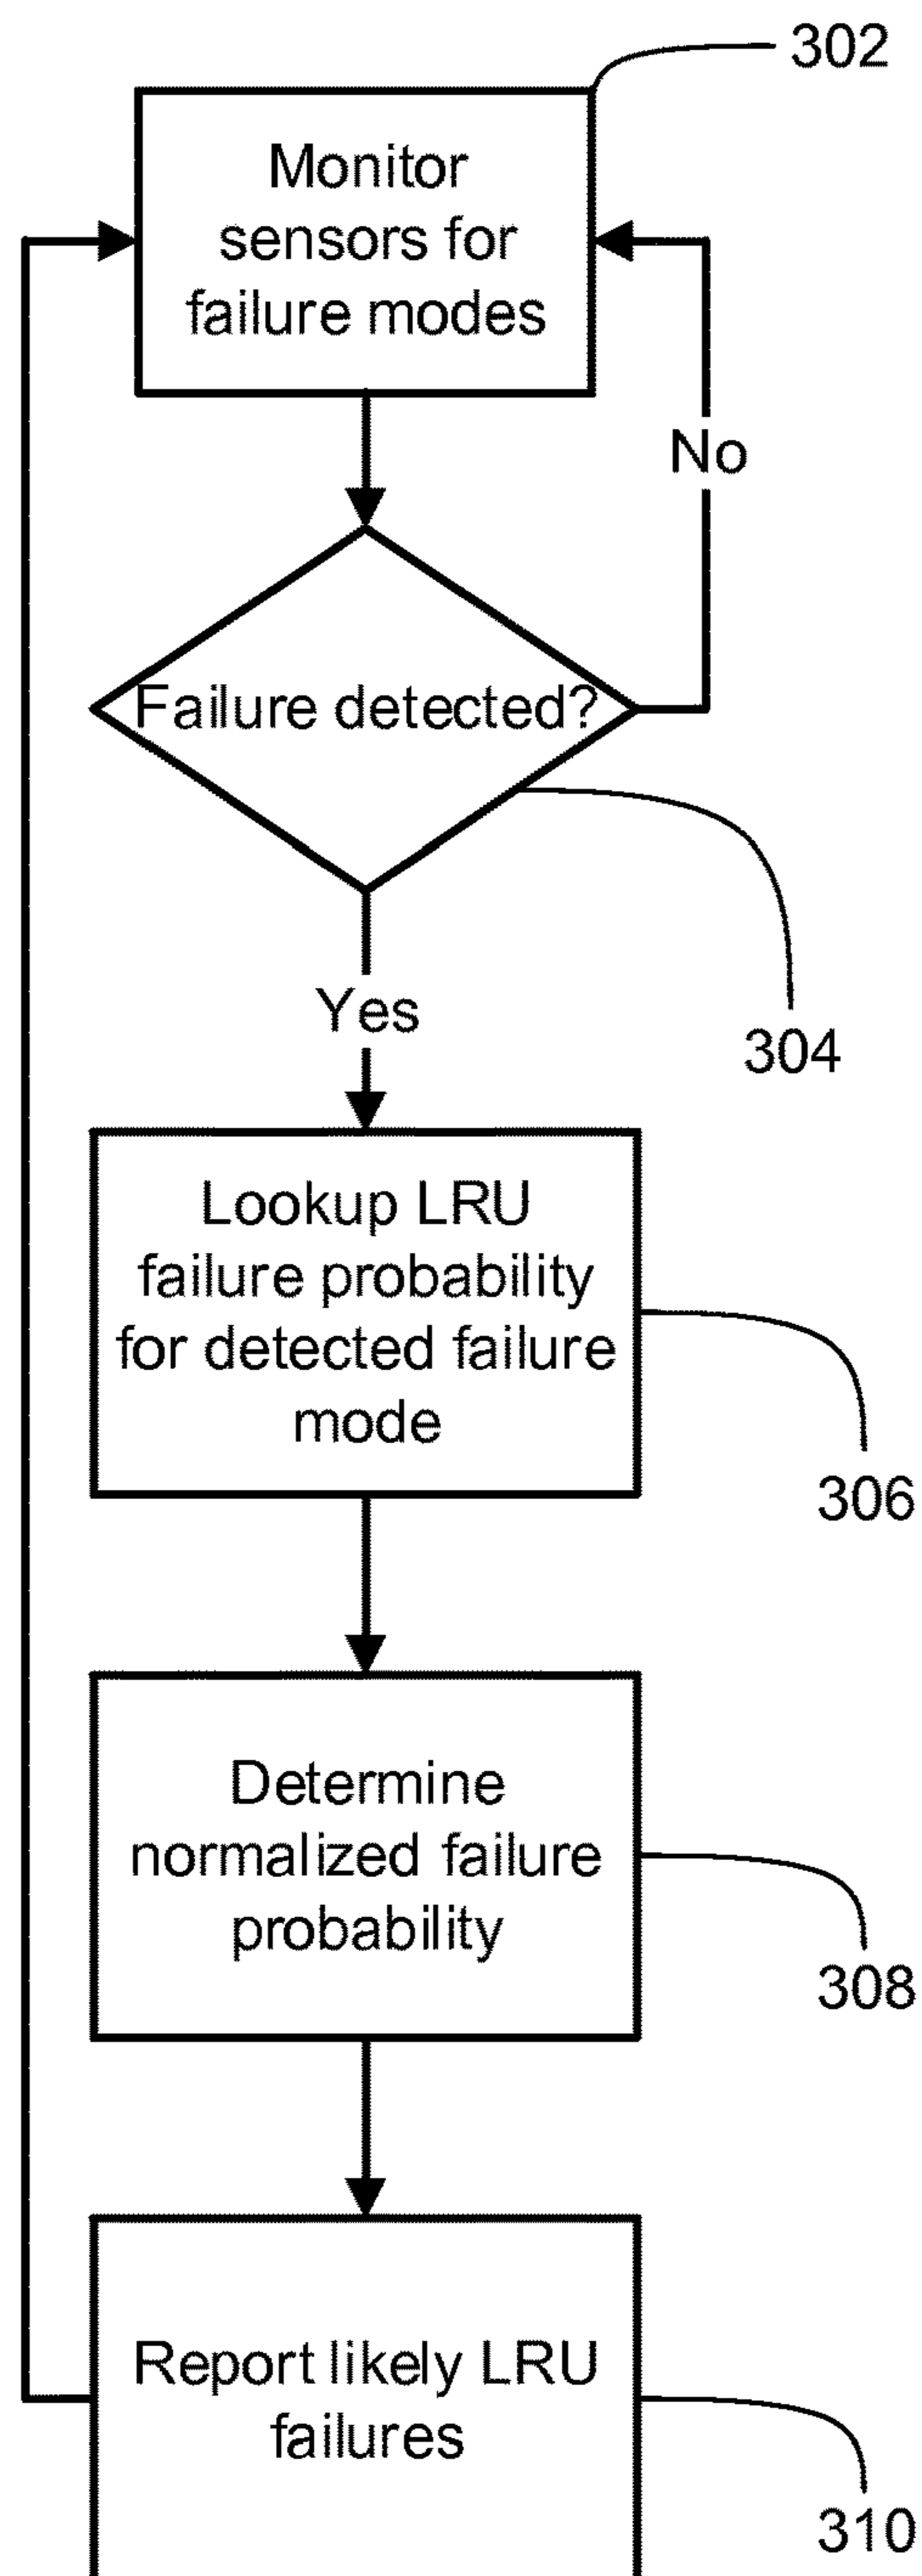 302
Monitor
sensors for
failure modes
No
Failure detected?
304
Yes
Lookup LRU
failure probability
for detected failure
mode
306
Determine
normalized failure
probability
308
Report likely LRU
failures
310